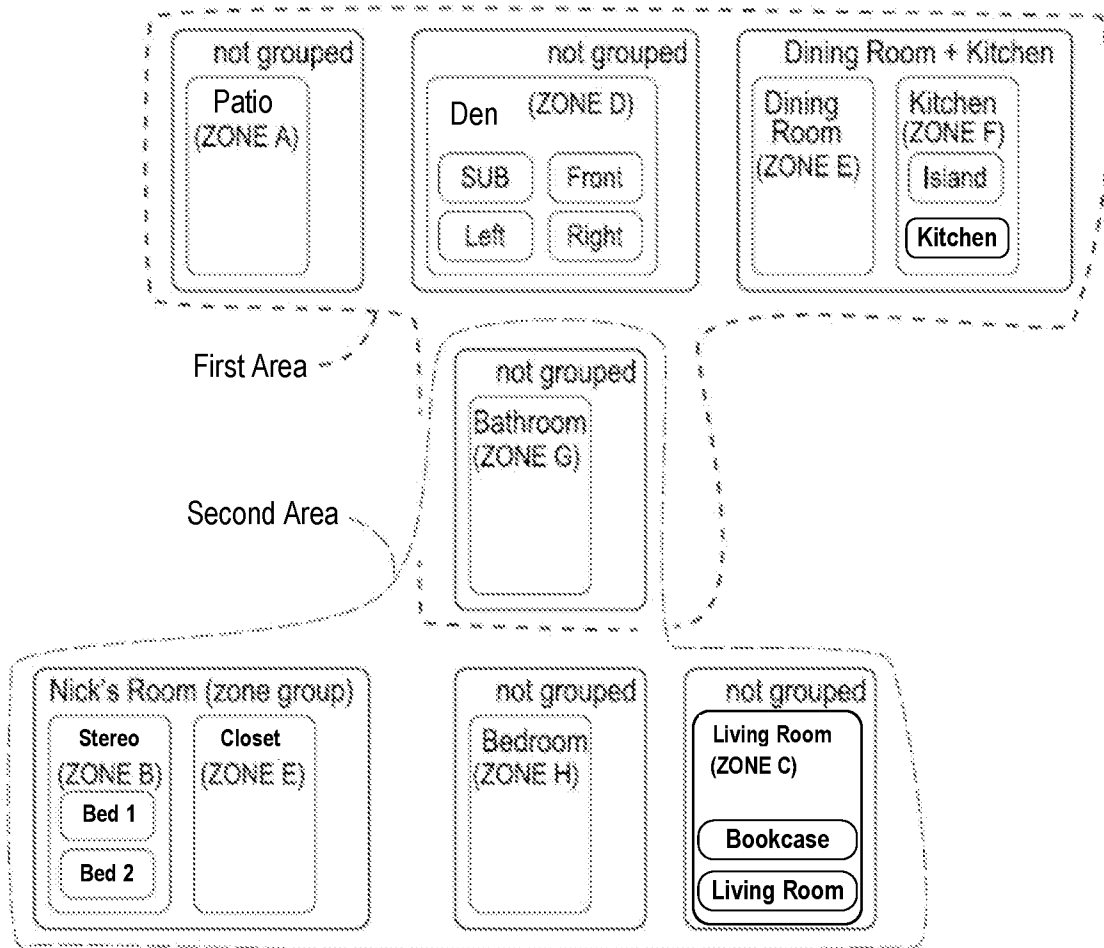 not grouped
Patio
(ZONE A)
not grouped
Den
(ZONE D)
SUB
Front
Left
Right
Dining Room + Kitchen
Dining
Room
(ZONE E)
Kitchen
(ZONE F)
Island
Kitchen
First Area
not grouped
Bathroom
(ZONE G)
Second Area
Nick's Room (zone group)
Stereo
(ZONE B)
Bed 1
Bed 2
Closet
(ZONE E)
not grouped
Bedroom
(ZONE H)
not grouped
Living Room
(ZONE C)
Bookcase
Living Room